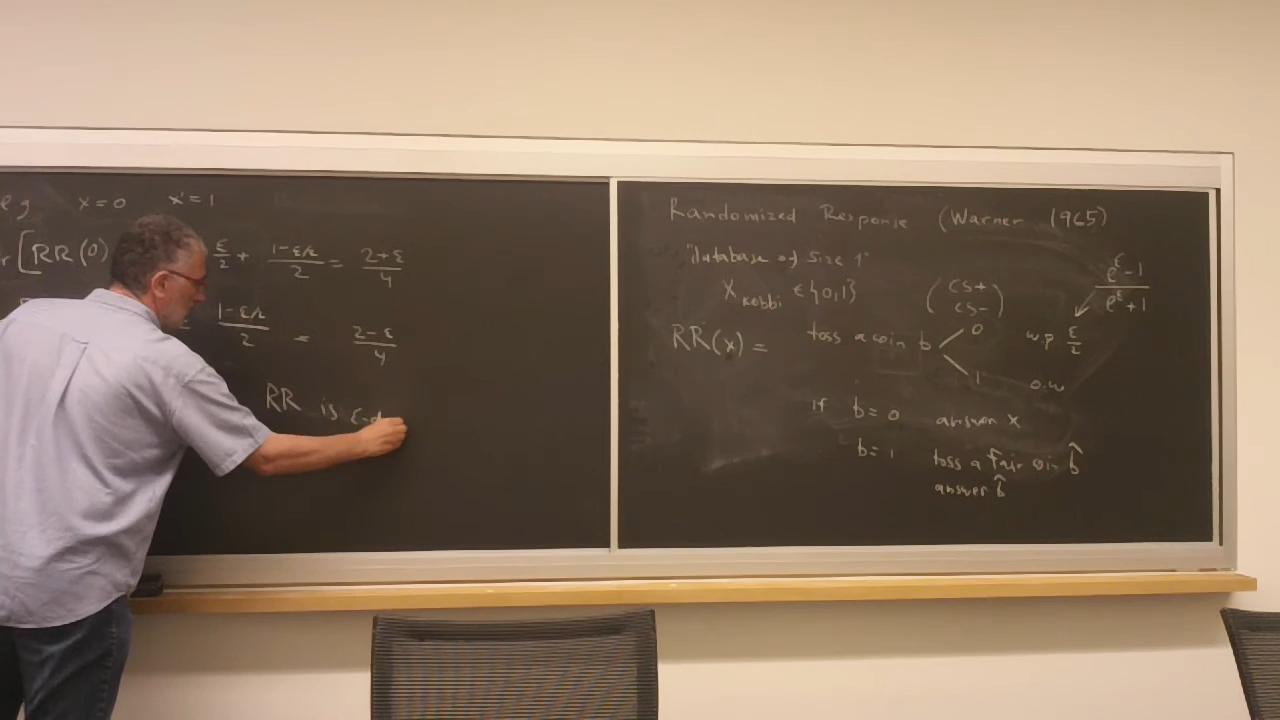 e.g x=0 x'=1
r [RR(0) ε/2 + (1-ε/2)/2 = (2+ε)/4
(1-ε/2)/2 = (2-ε)/4
RR is ε-d
Randomized Response (Warner 1965)
"Database of size 1"
X_Kobbi ∈ {0,1} (CS+ CS-)
(e^ε-1)/(e^ε+1)
RR(x) = toss a coin b 0 w.p ε/2
1 o.w
if b=0 answer x
b=1 toss a fair coin b̂
answer b̂